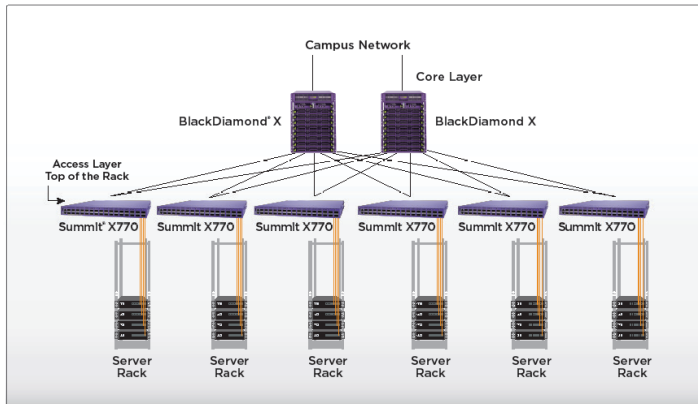 Campus Network
Core Layer
BlackDiamond® X
BlackDiamond X
Access Layer
Top of the Rack
Summit® X770
Summit X770
Summit X770
Summit X770
Summit X770
Summit X770
Server
Rack
Server
Rack
Server
Rack
Server
Rack
Server
Rack
Server
Rack